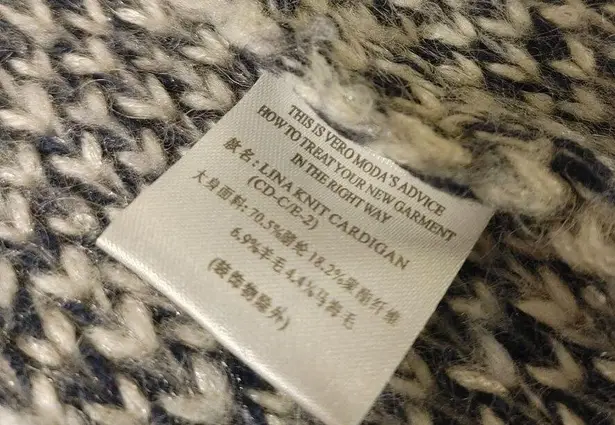 THIS IS VERO MODA'S ADVICE
HOW TO TREAT YOUR NEW GARMENT
IN THE RIGHT WAY
款名：LINA KNIT CARDIGAN
(CD-C/E-2)
大身面料：70.5%腈纶 18.2%聚酯纤维
6.9%羊毛 4.4%马海毛
(装饰物除外)